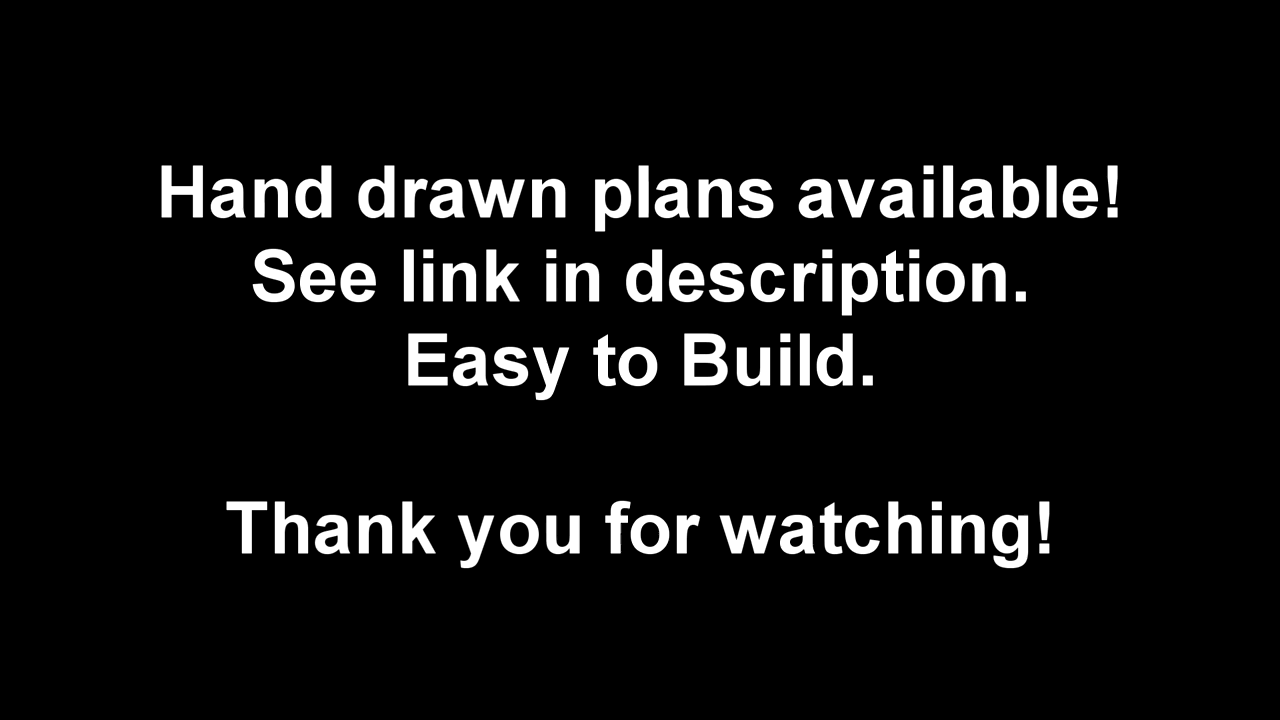 Hand drawn plans available!
See link in description.
Easy to Build.
Thank you for watching!